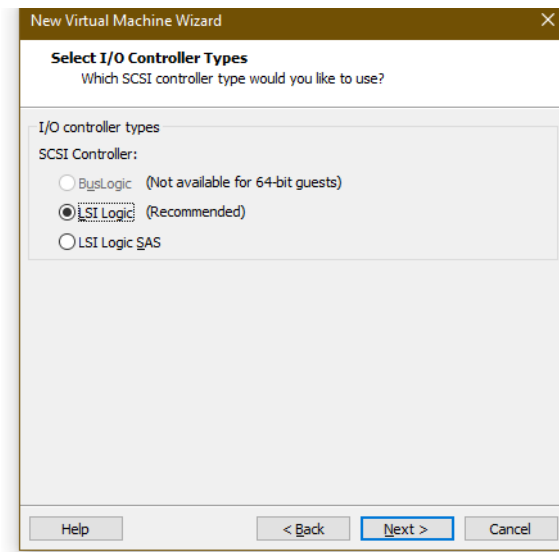 New Virtual Machine Wizard
Select I/O Controller Types
Which SCSI controller type would you like to use?
I/O controller types
SCSI Controller:
BusLogic (Not available for 64-bit guests)
LSI Logic (Recommended)
LSI Logic SAS
Help < Back Next > Cancel